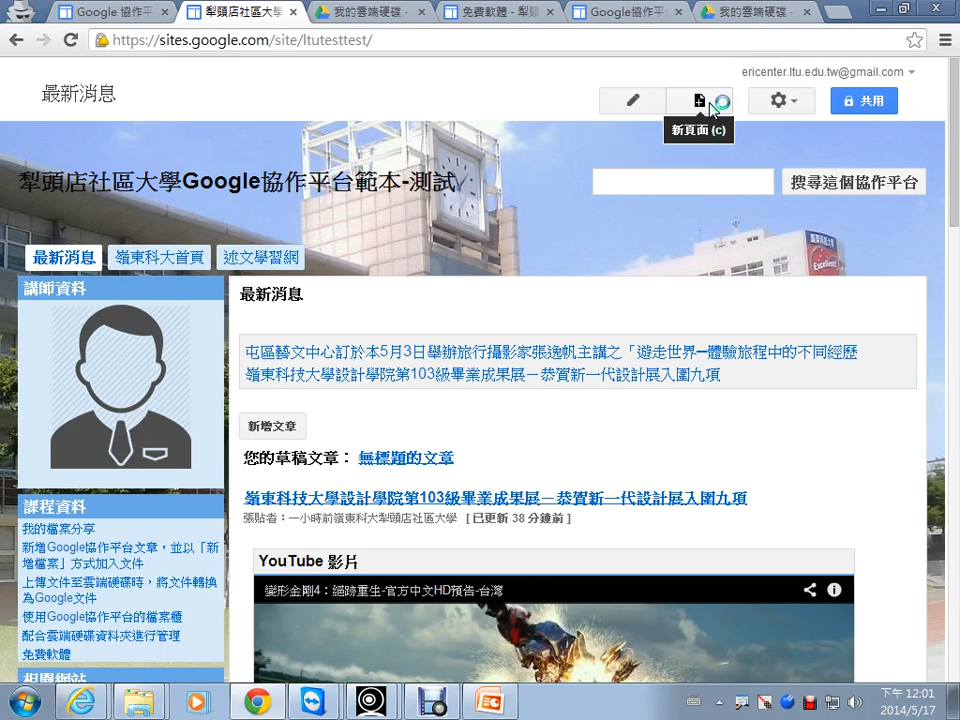 Google 協作平
犁頭店社區大學
我的雲端硬碟 -
免費軟體 - 犁頭
Google協作平
我的雲端硬碟 -
https://sites.google.com/site/ltutesttest/
ericenter.ltu.edu.tw@gmail.com
最新消息
共用
新頁面 (c)
犁頭店社區大學Google協作平台範本-測試
搜尋這個協作平台
Excellent
最新消息
嶺東科大首頁
述文學習網
講師資料
最新消息
屯區藝文中心訂於本5月3日舉辦旅行攝影家張逸帆主講之「遊走世界─體驗旅程中的不同經歷
嶺東科技大學設計學院第103級畢業成果展－恭賀新一代設計展入圍九項
新增文章
您的草稿文章： 無標題的文章
嶺東科技大學設計學院第103級畢業成果展－恭賀新一代設計展入圍九項
張貼者：一小時前嶺東科大犁頭店社區大學 [ 已更新 38 分鐘前 ]
課程資料
我的檔案分享
新增Google協作平台文章，並以「新
增檔案」方式加入文件
上傳文件至雲端硬碟時，將文件轉換
為Google文件
使用Google協作平台的檔案櫃
配合雲端硬碟資料夾進行管理
免費軟體
相關網站
YouTube 影片
變形金剛4：絕跡重生-官方中文HD預告-台灣
下午 12:01
2014/5/17